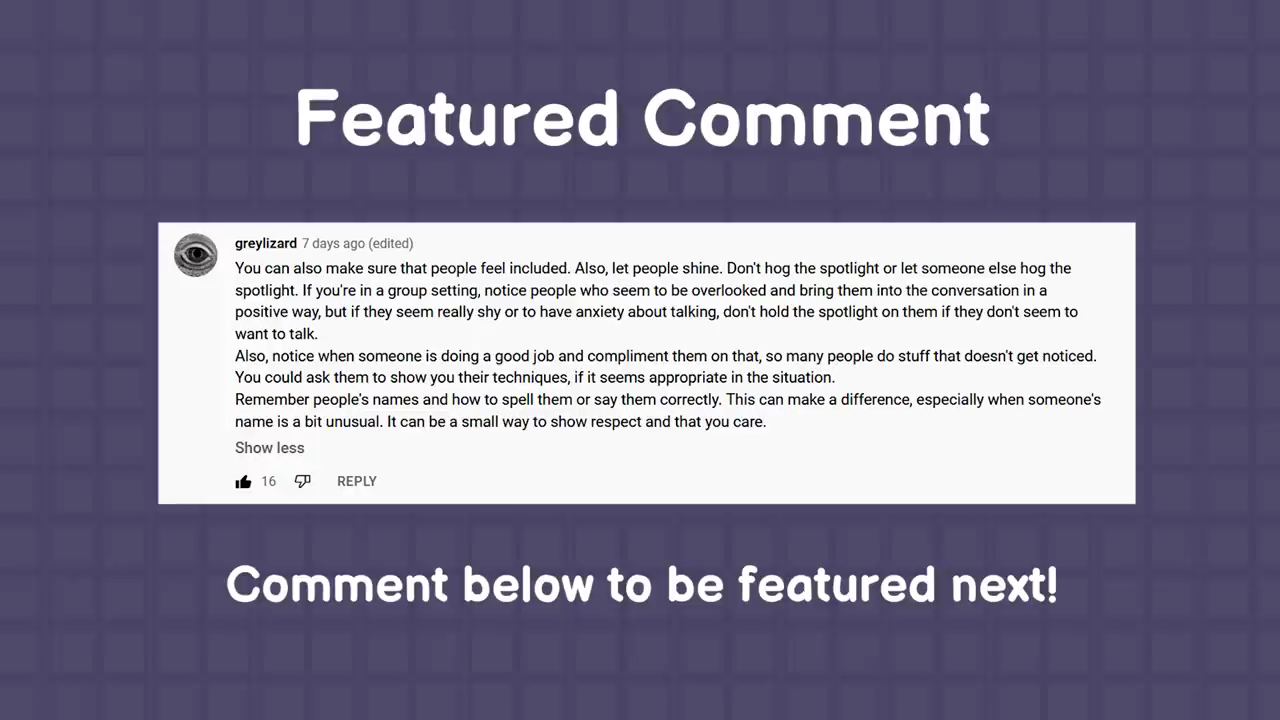 Featured Comment
greylizard 7 days ago (edited)
You can also make sure that people feel included. Also, let people shine. Don't hog the spotlight or let someone else hog the
spotlight. If you're in a group setting, notice people who seem to be overlooked and bring them into the conversation in a
positive way, but if they seem really shy or to have anxiety about talking, don't hold the spotlight on them if they don't seem to
want to talk.
Also, notice when someone is doing a good job and compliment them on that, so many people do stuff that doesn't get noticed.
You could ask them to show you their techniques, if it seems appropriate in the situation.
Remember people's names and how to spell them or say them correctly. This can make a difference, especially when someone's
name is a bit unusual. It can be a small way to show respect and that you care.
Show less
16 REPLY
Comment below to be featured next!